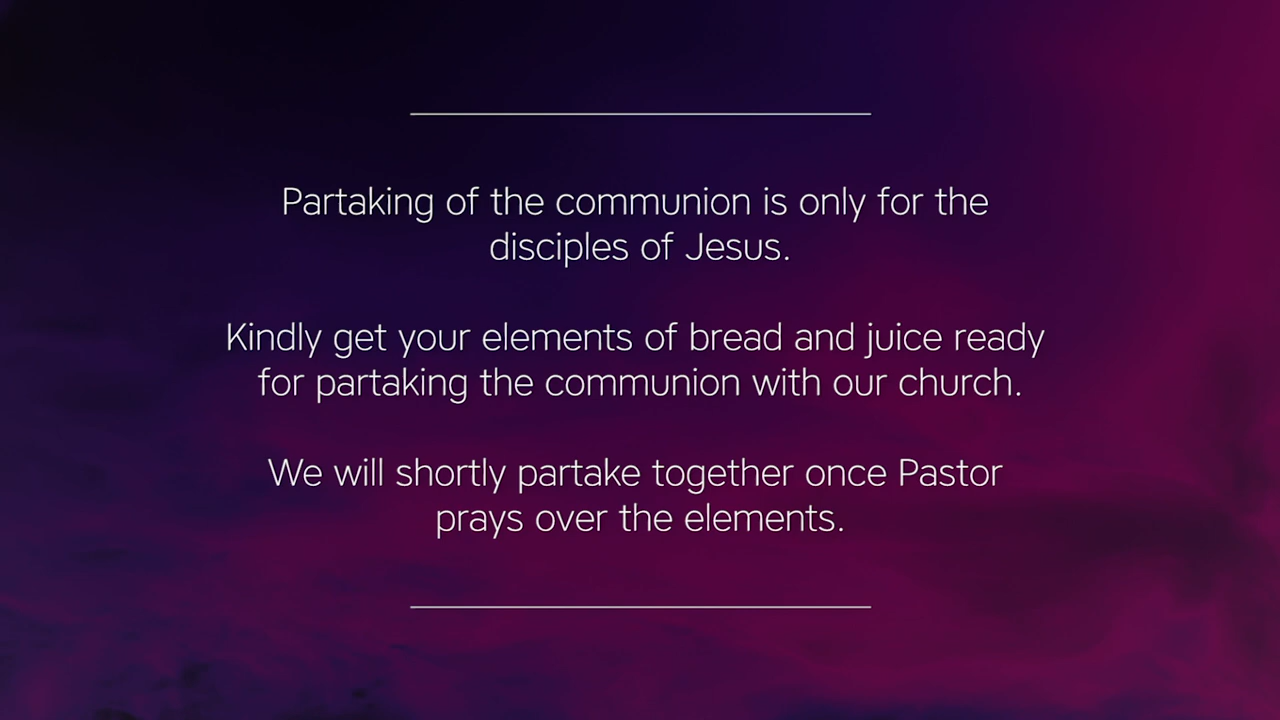 Partaking of the communion is only for the
disciples of Jesus.
Kindly get your elements of bread and juice ready
for partaking the communion with our church.
We will shortly partake together once Pastor
prays over the elements.